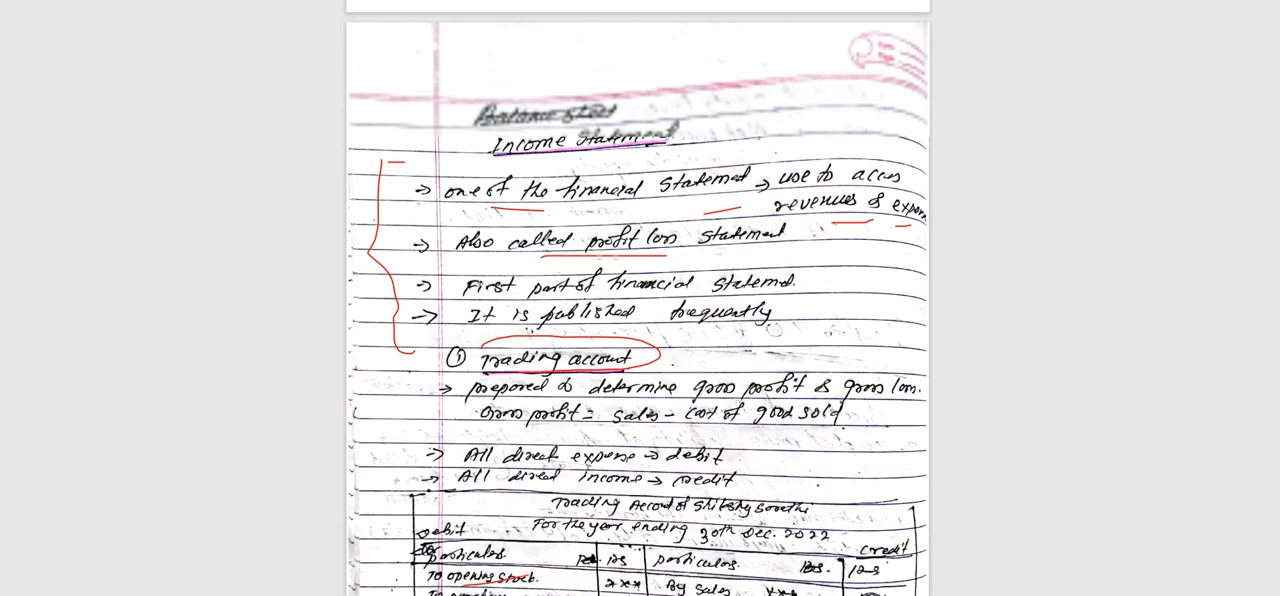 Income Statement
→ one of the financial Statement → use to acces
revenues & expens
→ Also called profit loss Statement
→ First part of financial Statement.
→ It is published frequently
① Trading account
→ prepared to determine gross profit & gross loss.
Gross profit = Sales - cost of good sold
→ All direct expense → debit
→ All direct income → credit
Trading Account of
For the year ending 30th Dec. 2022
Debit credit
particulars Rs particulars. Rs
To opening stock. xxx By Sales xxx